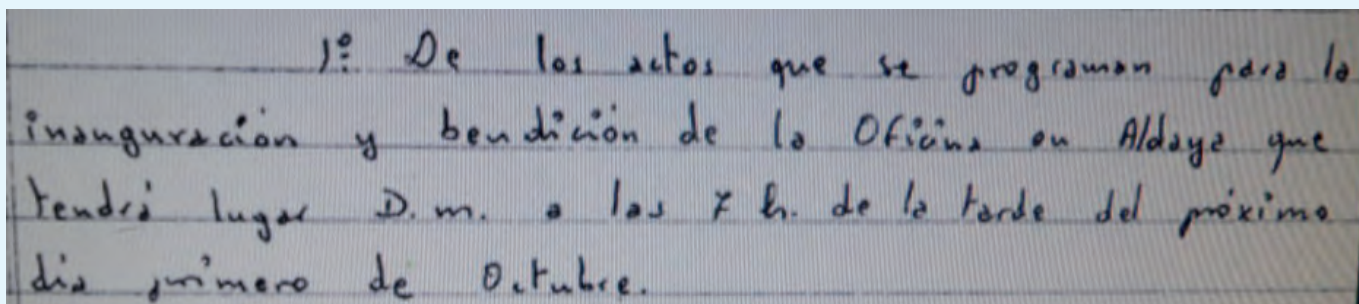 1º: De los actos que se programan para la
inauguración y bendición de la Oficina en Aldaya que
tendrá lugar D.m. a las 7 h. de la tarde del próximo
dia primero de Octubre.